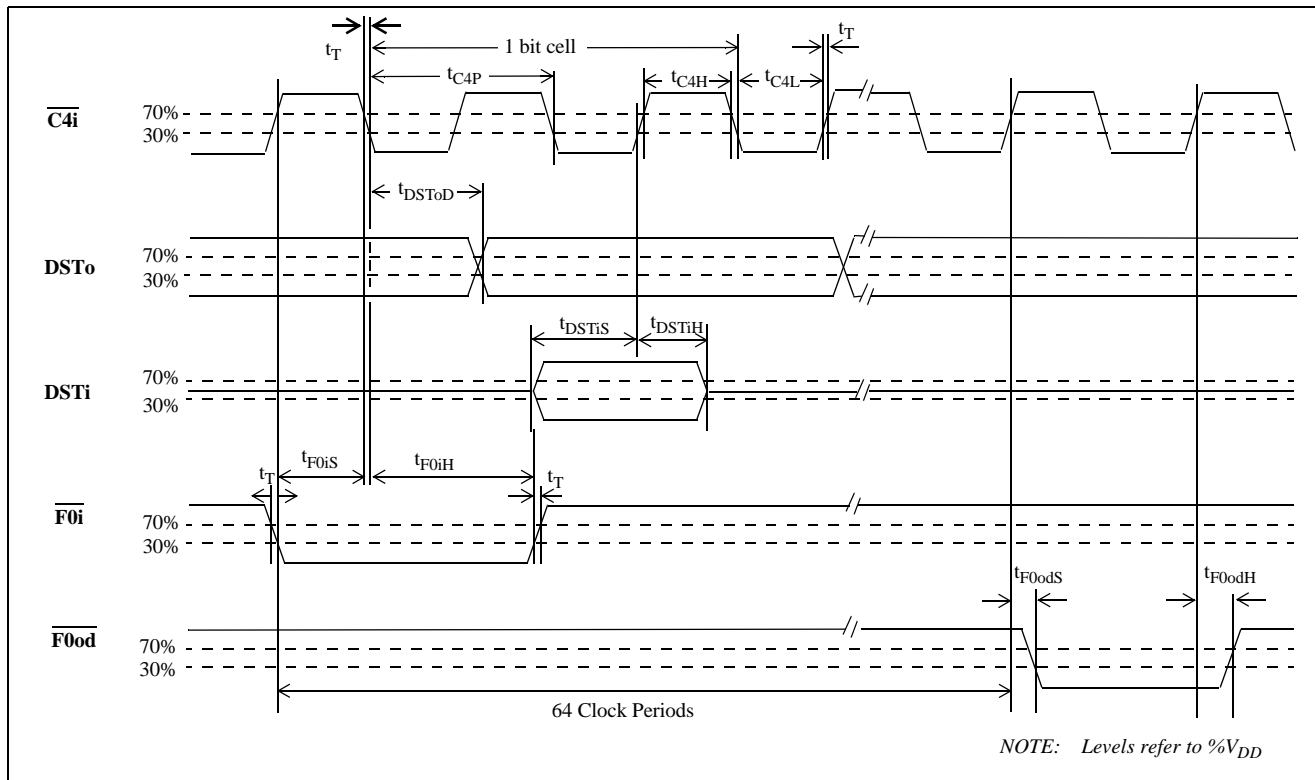 tT
1 bit cell
tT
tC4P
tC4H
tC4L
C4i
70%
30%
tDSToD
DSTo
70%
30%
tDSTiS
tDSTiH
DSTi
70%
30%
tF0iS
tF0iH
tT
tT
F0i
70%
30%
tF0odS
tF0odH
F0od
70%
30%
64 Clock Periods
NOTE: Levels refer to %VDD